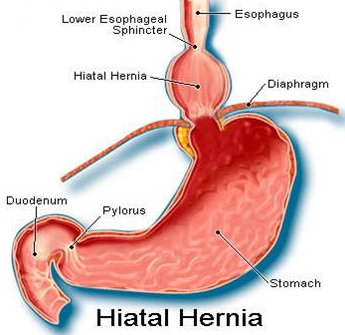 Esophagus
Lower Esophageal
Sphincter
Hiatal Hernia
Diaphragm
Duodenum
Pylorus
Stomach
Hiatal Hernia